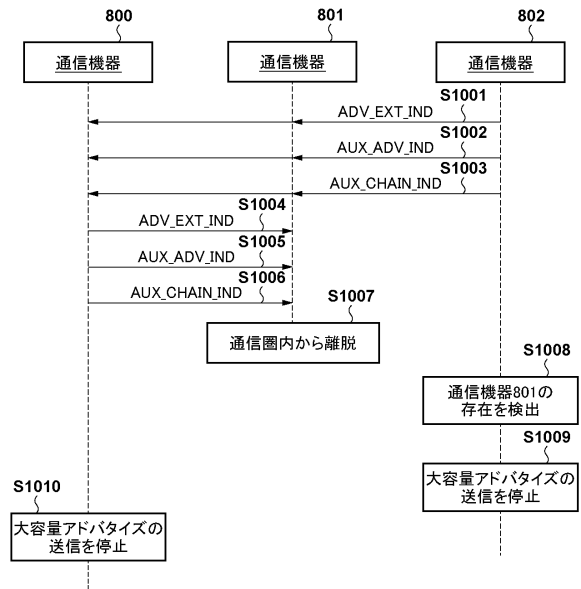 800
801
802
通信機器
通信機器
通信機器
S1001
ADV_EXT_IND
S1002
AUX_ADV_IND
S1003
AUX_CHAIN_IND
S1004
ADV_EXT_IND
S1005
AUX_ADV_IND
S1006
AUX_CHAIN_IND
S1007
通信圏内から離脱
S1008
通信機器801の
存在を検出
S1009
大容量アドバタイズの
送信を停止
S1010
大容量アドバタイズの
送信を停止